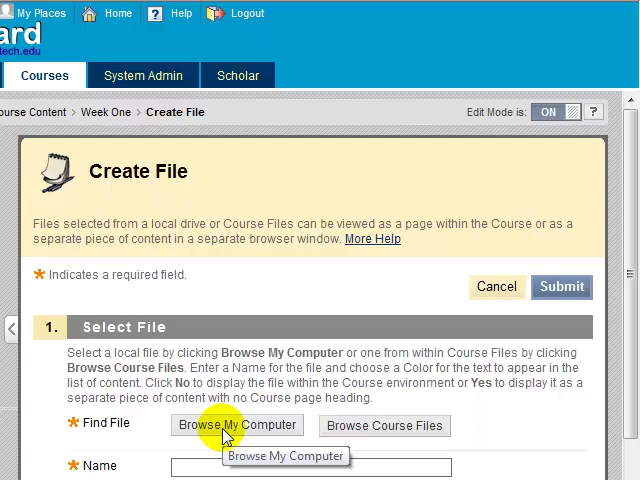 My Places Home ? Help Logout
ard
tech.edu
Courses System Admin Scholar
ourse Content > Week One > Create File Edit Mode is: ON ?
Create File
Files selected from a local drive or Course Files can be viewed as a page within the Course or as a
separate piece of content in a separate browser window. More Help
* Indicates a required field.
Cancel Submit
1. Select File
Select a local file by clicking Browse My Computer or one from within Course Files by clicking
Browse Course Files. Enter a Name for the file and choose a Color for the text to appear in the
list of content. Click No to display the file within the Course environment or Yes to display it as a
separate piece of content with no Course page heading.
* Find File Browse My Computer Browse Course Files
Browse My Computer
* Name